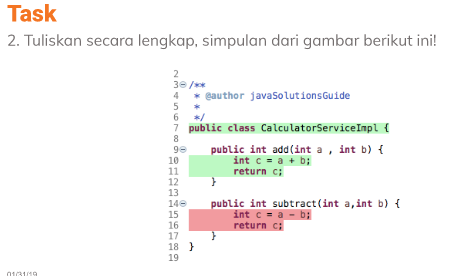 Task
2. Tuliskan secara lengkap, simpulan dari gambar berikut ini!
2
3 /**
4  * @author javaSolutionsGuide
5  *
6  */
7 public class CalculatorServiceImpl {
8
9     public int add(int a , int b) {
10         int c = a + b;
11         return c;
12     }
13
14     public int subtract(int a,int b) {
15         int c = a - b;
16         return c;
17     }
18 }
19
01/31/19